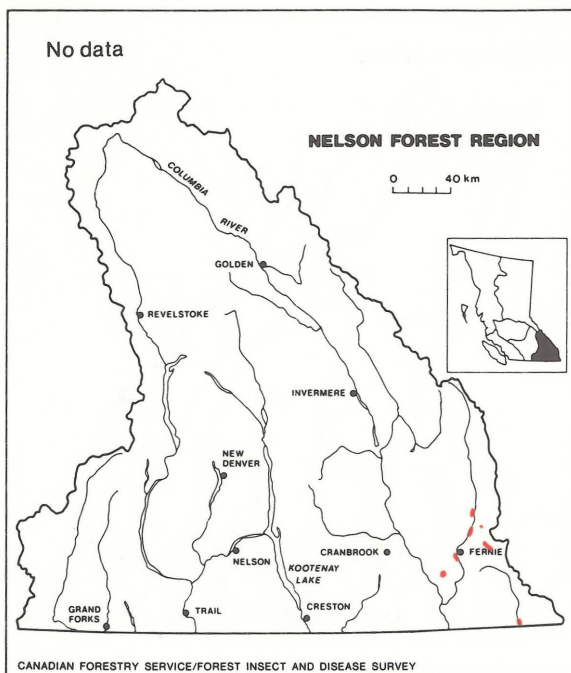 No data
NELSON FOREST REGION
0 40 km
COLUMBIA
RIVER
GOLDEN
REVELSTOKE
INVERMERE
NEW
DENVER
NELSON
CRANBROOK
FERNIE
KOOTENAY
LAKE
GRAND
FORKS
TRAIL
CRESTON
CANADIAN FORESTRY SERVICE/FOREST INSECT AND DISEASE SURVEY